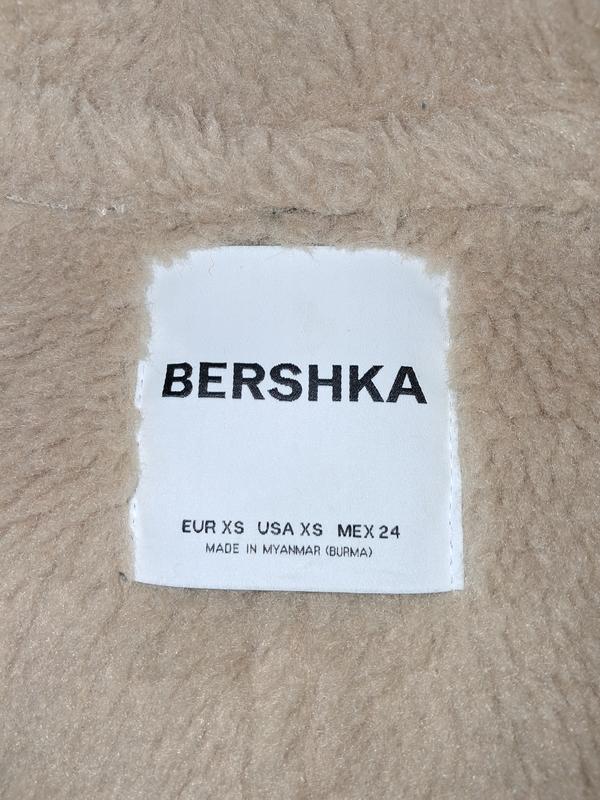 BERSHKA
EUR XS USA XS MEX 24
MADE IN MYANMAR (BURMA)